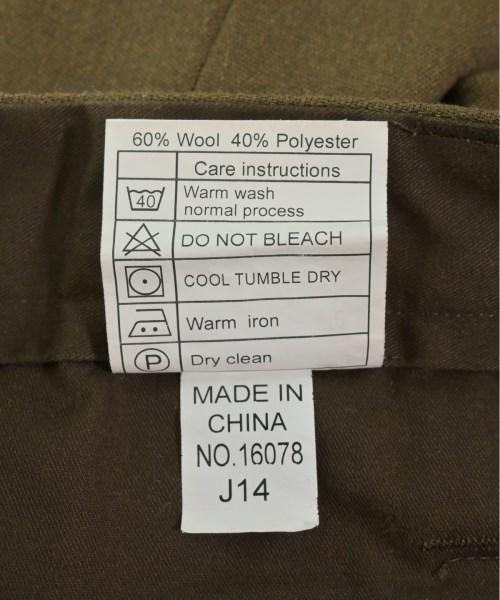 60% Wool 40% Polyester
Care instructions
40
Warm wash
normal process
DO NOT BLEACH
COOL TUMBLE DRY
Warm iron
P
Dry clean
MADE IN
CHINA
NO.16078
J14